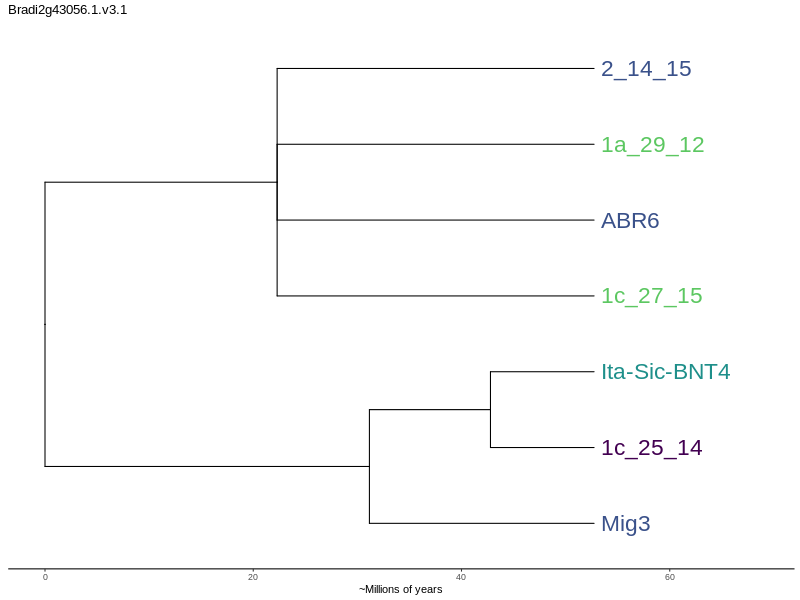 Bradi2g43056.1.v3.1
2_14_15
1a_29_12
ABR6
1c_27_15
Ita-Sic-BNT4
1c_25_14
Mig3
0 20 40 60
~Millions of years